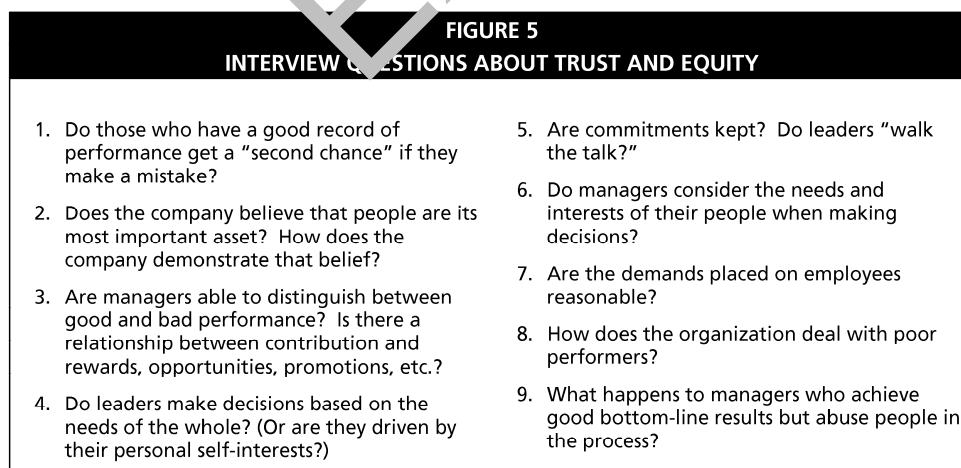 FIGURE 5
INTERVIEW QUESTIONS ABOUT TRUST AND EQUITY
1. Do those who have a good record of
performance get a “second chance” if they
make a mistake?
2. Does the company believe that people are its
most important asset? How does the
company demonstrate that belief?
3. Are managers able to distinguish between
good and bad performance? Is there a
relationship between contribution and
rewards, opportunities, promotions, etc.?
4. Do leaders make decisions based on the
needs of the whole? (Or are they driven by
their personal self-interests?)
5. Are commitments kept? Do leaders “walk
the talk?”
6. Do managers consider the needs and
interests of their people when making
decisions?
7. Are the demands placed on employees
reasonable?
8. How does the organization deal with poor
performers?
9. What happens to managers who achieve
good bottom-line results but abuse people in
the process?